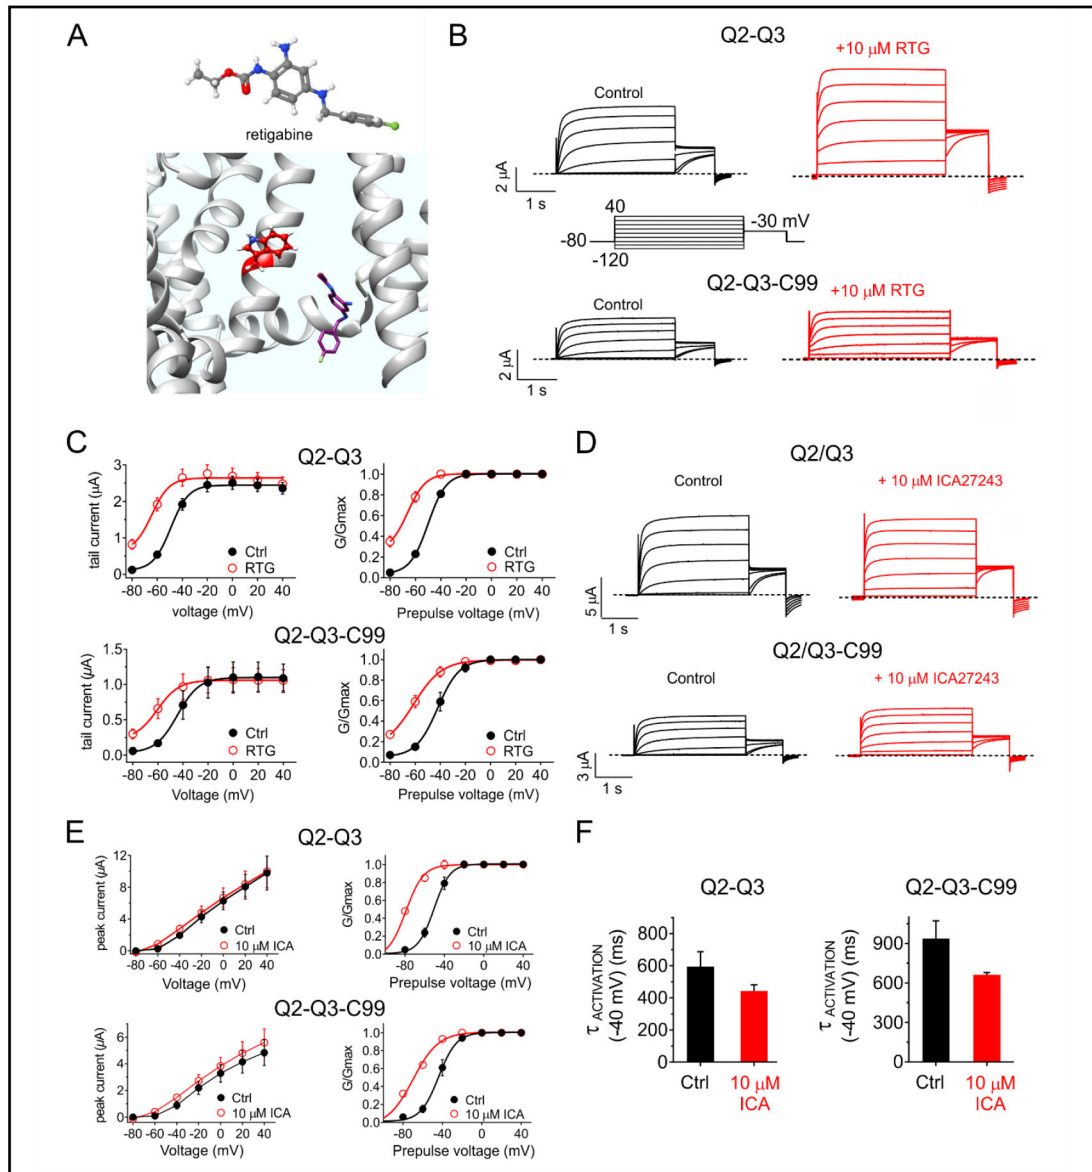 A
retigabine
B
Q2-Q3
Control
+10 μM RTG
2 μA
1 s
40
-30 mV
-80
-120
Q2-Q3-C99
Control
+10 μM RTG
2 μA
1 s
C
Q2-Q3
tail current (μA)
3
2
1
0
Ctrl
RTG
-80 -60 -40 -20 0 20 40
voltage (mV)
G/Gmax
1.0
0.8
0.6
0.4
0.2
0.0
Ctrl
RTG
-80 -60 -40 -20 0 20 40
Prepulse voltage (mV)
Q2-Q3-C99
tail current (μA)
1.5
1.0
0.5
0.0
Ctrl
RTG
-80 -60 -40 -20 0 20 40
Voltage (mV)
G/Gmax
1.0
0.8
0.6
0.4
0.2
0.0
Ctrl
RTG
-80 -60 -40 -20 0 20 40
Prepulse voltage (mV)
D
Q2/Q3
Control
+ 10 μM ICA27243
5 μA
1 s
Q2/Q3-C99
Control
+ 10 μM ICA27243
3 μA
1 s
E
Q2-Q3
peak current (μA)
12
8
4
0
Ctrl
10 μM ICA
-80 -60 -40 -20 0 20 40
Voltage (mV)
G/Gmax
1.0
0.8
0.6
0.4
0.2
0.0
Ctrl
10 μM ICA
-80 -40 0 40
Prepulse voltage (mV)
Q2-Q3-C99
peak current (μA)
6
4
2
0
Ctrl
10 μM ICA
-80 -60 -40 -20 0 20 40
Voltage (mV)
G/Gmax
1.0
0.8
0.6
0.4
0.2
0.0
Ctrl
10 μM ICA
-80 -40 0 40
Prepulse voltage (mV)
F
Q2-Q3
τ ACTIVATION
(-40 mV) (ms)
800
600
400
200
0
Ctrl
10 μM
ICA
Q2-Q3-C99
τ ACTIVATION
(-40 mV) (ms)
900
600
300
0
Ctrl
10 μM
ICA